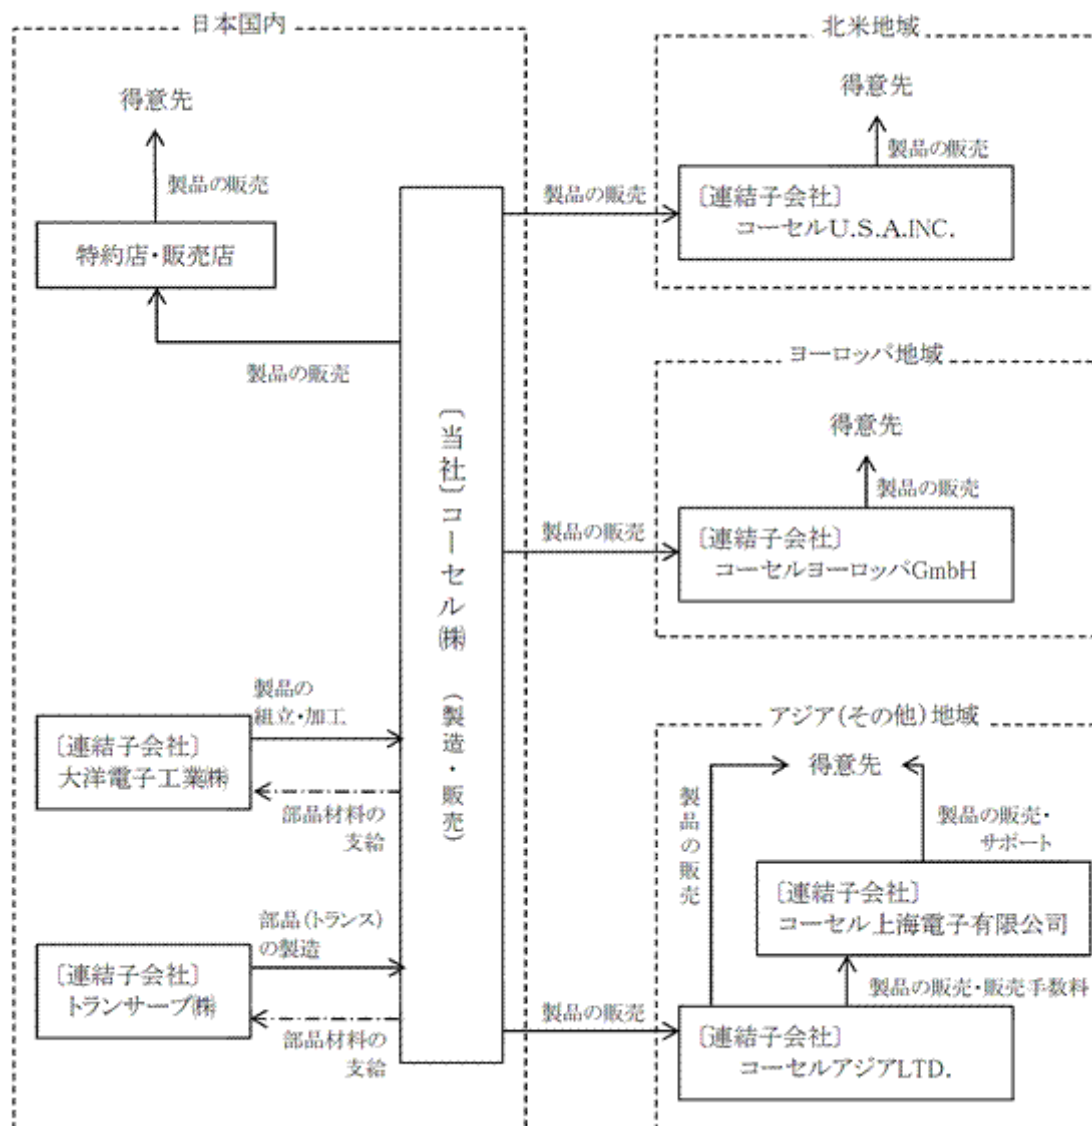 日本国内
得意先
製品の販売
特約店・販売店
製品の販売
〔当社〕コーセル㈱ (製造・販売)
製品の
組立・加工
〔連結子会社〕
大洋電子工業㈱
部品材料の
支給
部品(トランス)
の製造
〔連結子会社〕
トランサーブ㈱
部品材料の
支給
北米地域
得意先
製品の販売
製品の販売
〔連結子会社〕
コーセルU.S.A.INC.
ヨーロッパ地域
得意先
製品の販売
製品の販売
〔連結子会社〕
コーセルヨーロッパGmbH
アジア(その他)地域
得意先
製品の販売
製品の販売・
サポート
〔連結子会社〕
コーセル上海電子有限公司
製品の販売・販売手数料
製品の販売
〔連結子会社〕
コーセルアジアLTD.